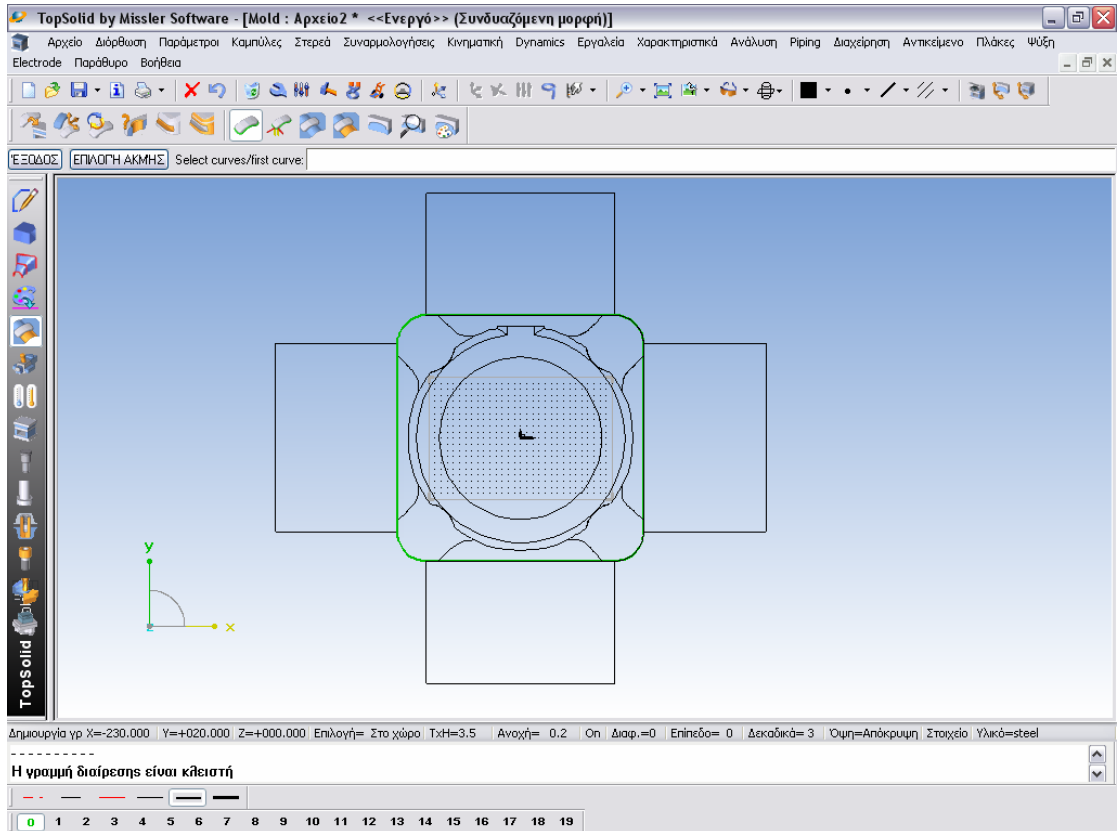 TopSolid by Missler Software - [Mold : Αρχείο2 * <<Ενεργό>> (Συνδυαζόμενη μορφή)]
Αρχείο Διόρθωση Παράμετροι Καμπύλες Στερεά Συναρμολογήσεις Κινηματική Dynamics Εργαλεία Χαρακτηριστικά Ανάλυση Piping Διαχείρηση Αντικείμενο Πλάκες Ψύξη
Electrode Παράθυρο Βοήθεια
ΈΞΟΔΟΣ ΕΠΙΛΟΓΗ ΑΚΜΗΣ Select curves/first curve:
y
x
z
TopSolid
Δημιουργία γρ X=-230.000 Y=+020.000 Z=+000.000 Επιλογή= Στο χώρο TxH=3.5 Ανοχή= 0.2 On Διαφ.=0 Επίπεδο= 0 Δεκαδικά= 3 Όψη=Απόκρυψη Στοιχείο Υλικό=steel
----------
Η γραμμή διαίρεσης είναι κλειστή
0 1 2 3 4 5 6 7 8 9 10 11 12 13 14 15 16 17 18 19